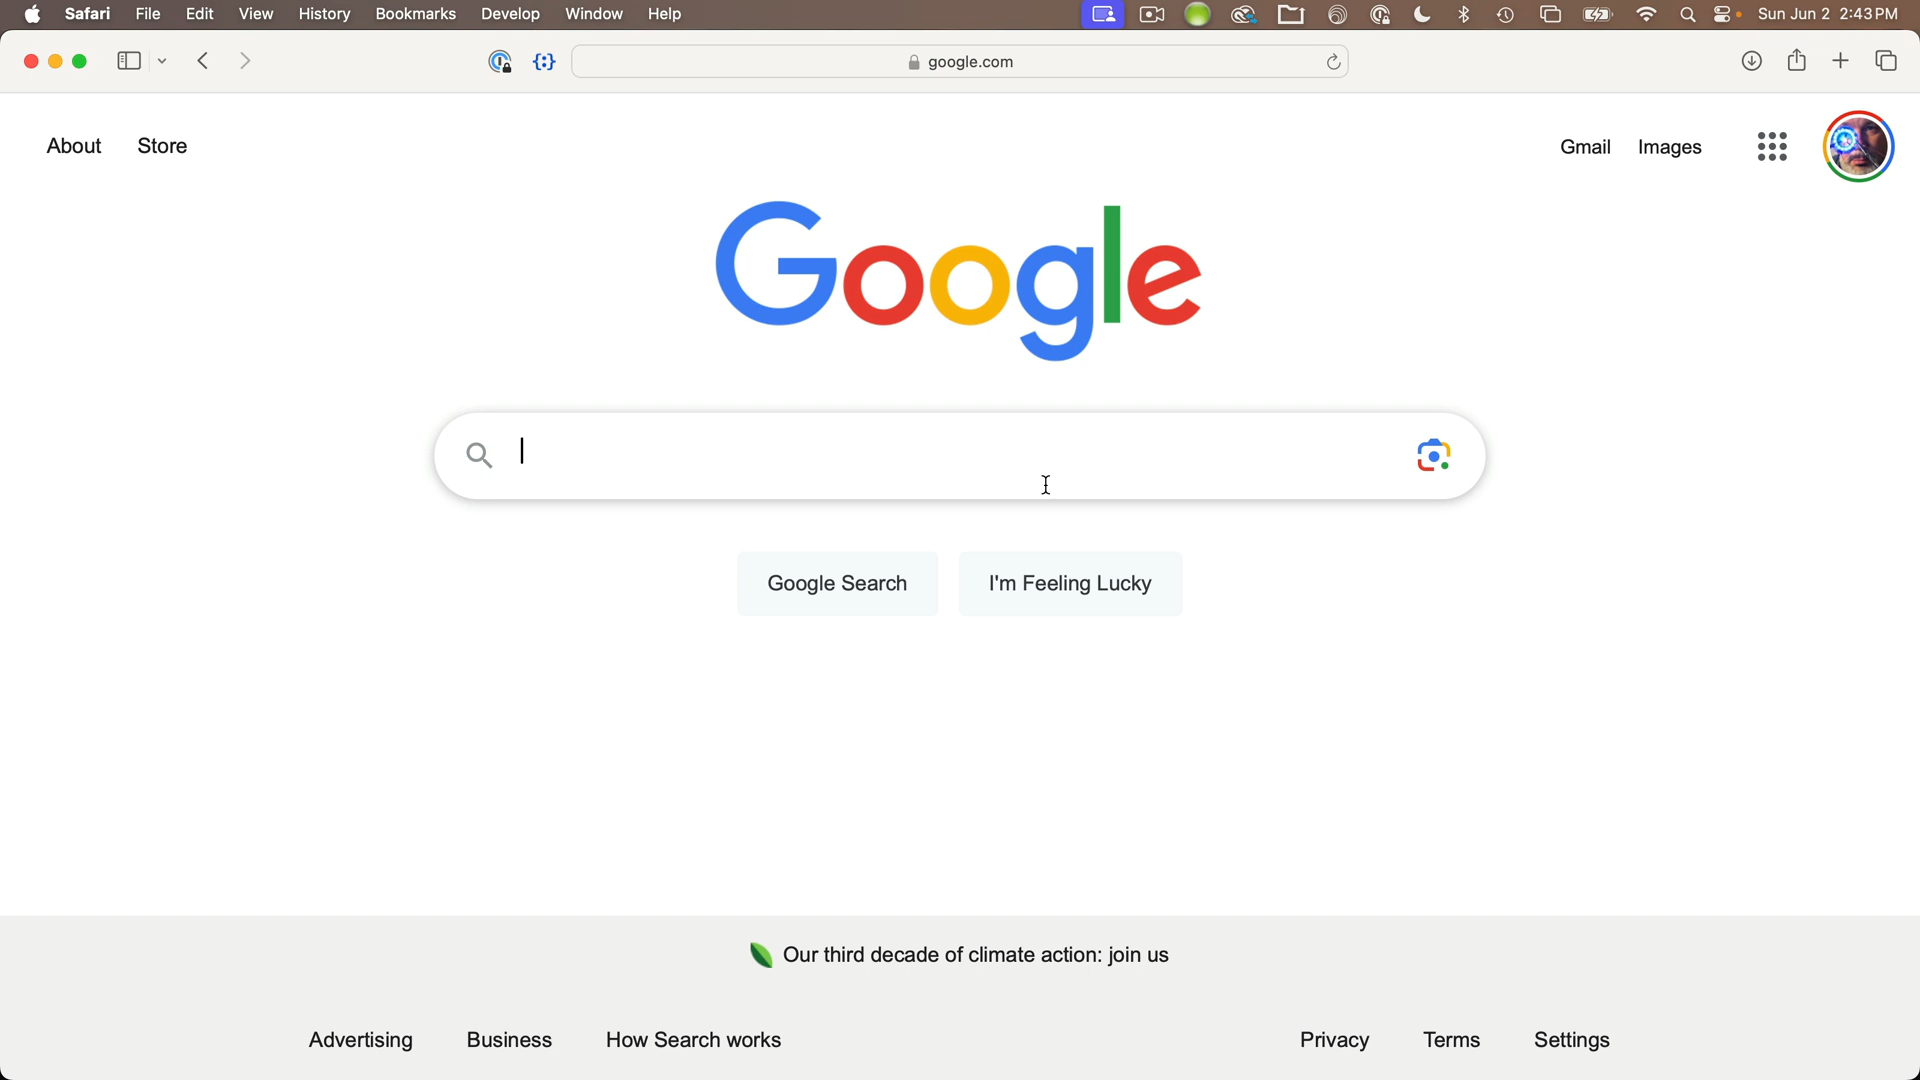 Safari File Edit View History Bookmarks Develop Window Help Sun Jun 2 2:43 PM
google.com
About Store Gmail Images
Google
Google Search I'm Feeling Lucky
Our third decade of climate action: join us
Advertising Business How Search works Privacy Terms Settings